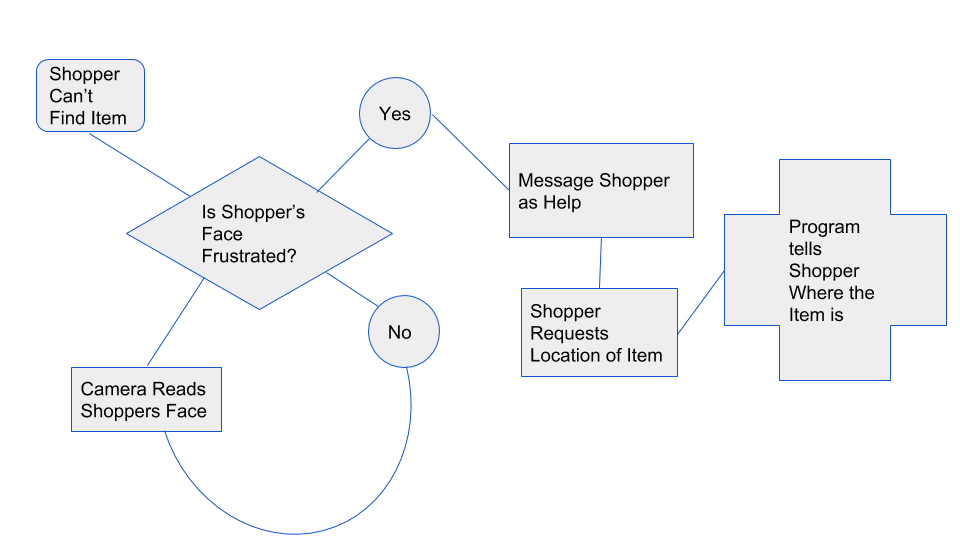 Shopper
Can’t
Find Item
Is Shopper’s
Face
Frustrated?
Yes
No
Camera Reads
Shoppers Face
Message Shopper
as Help
Shopper
Requests
Location of Item
Program
tells
Shopper
Where the
Item is